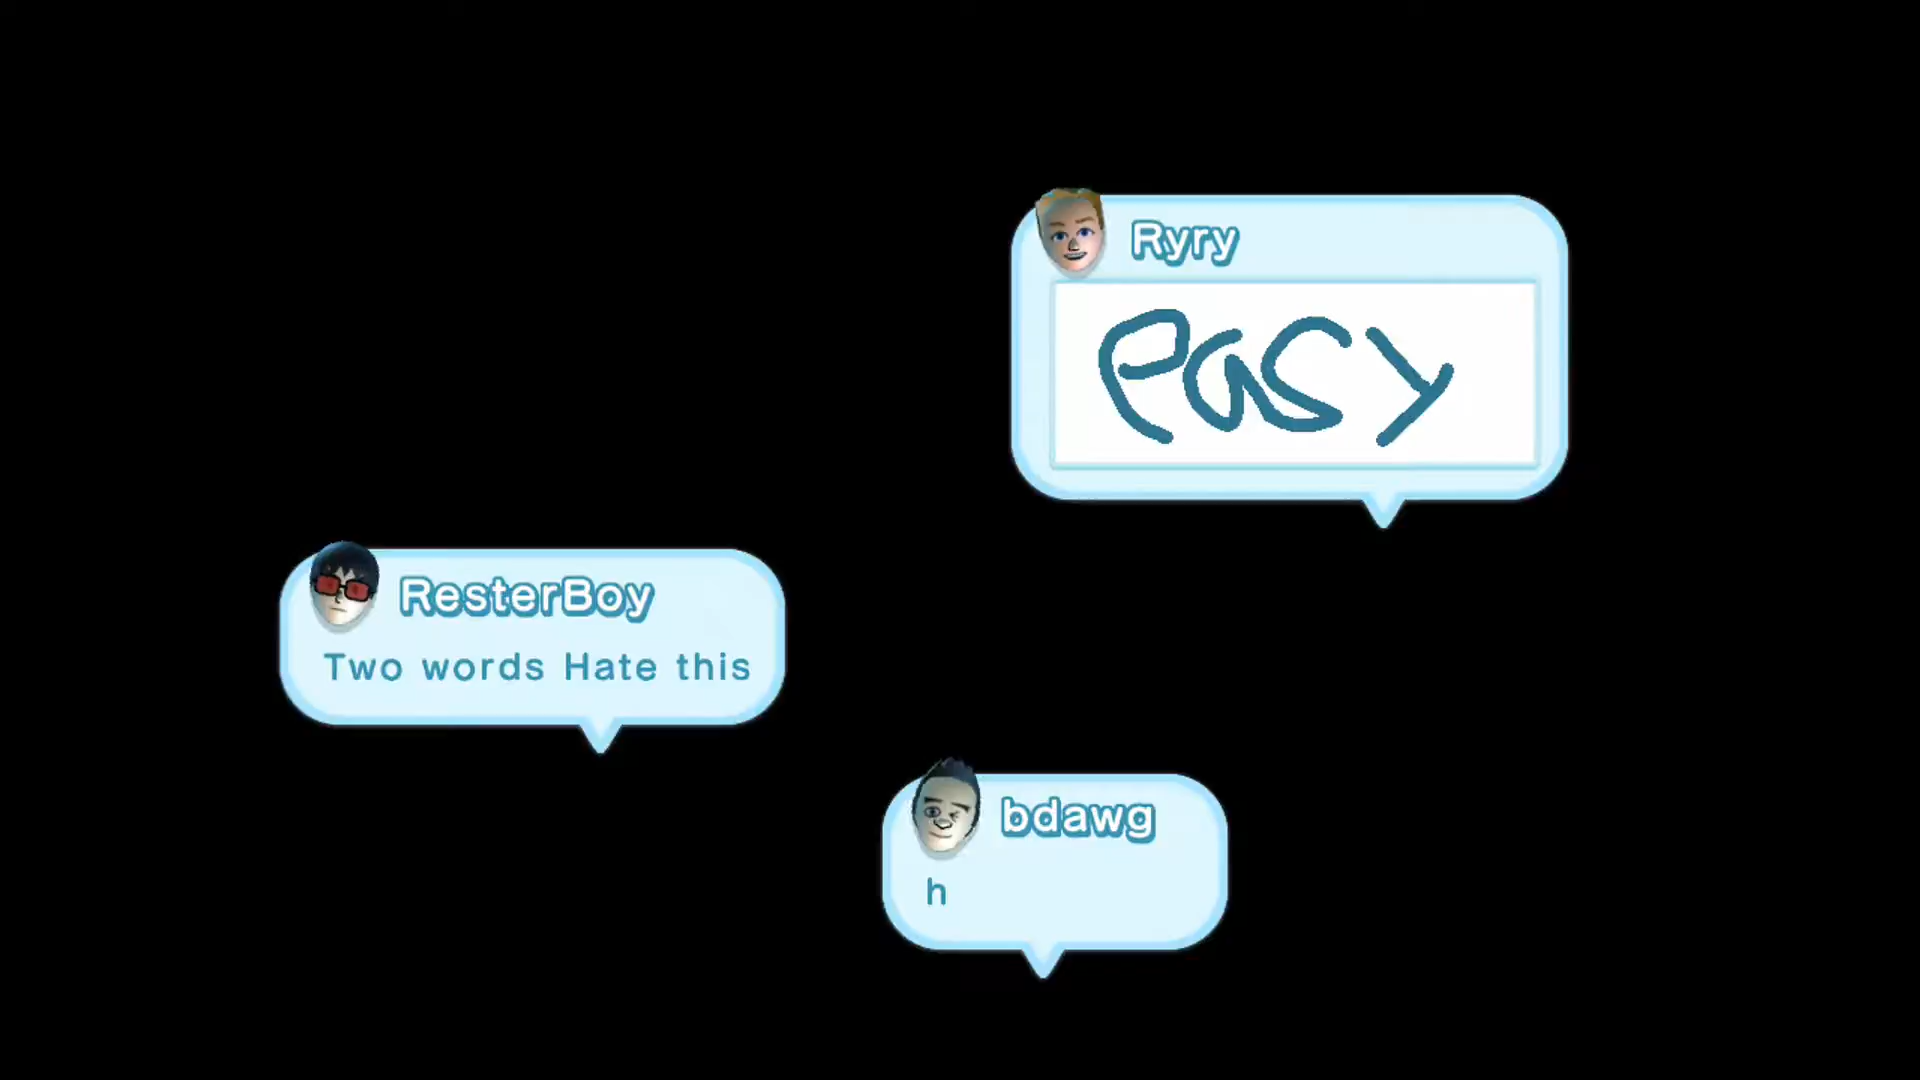 Ryry
easy
ResterBoy
Two words Hate this
bdawg
h